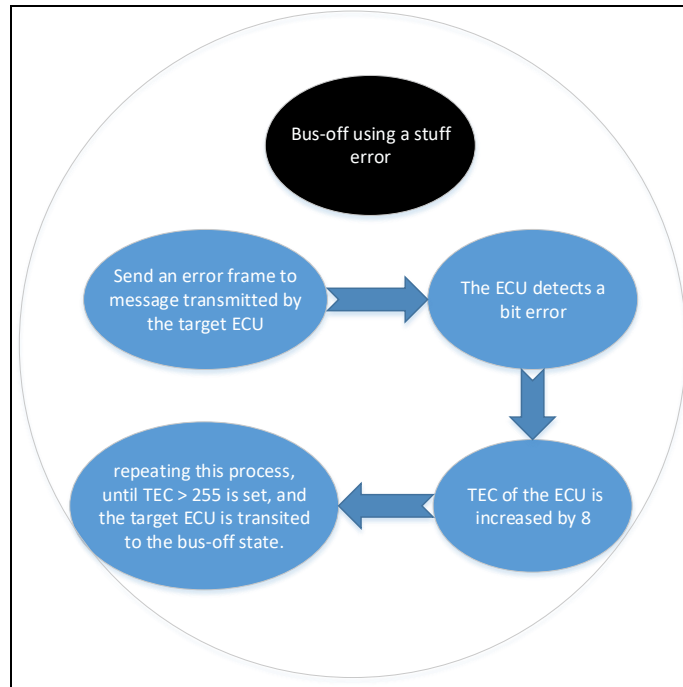 Bus-off using a stuff
error
Send an error frame to
message transmitted by
the target ECU
The ECU detects a
bit error
repeating this process,
until TEC > 255 is set, and
the target ECU is transited
to the bus-off state.
TEC of the ECU is
increased by 8